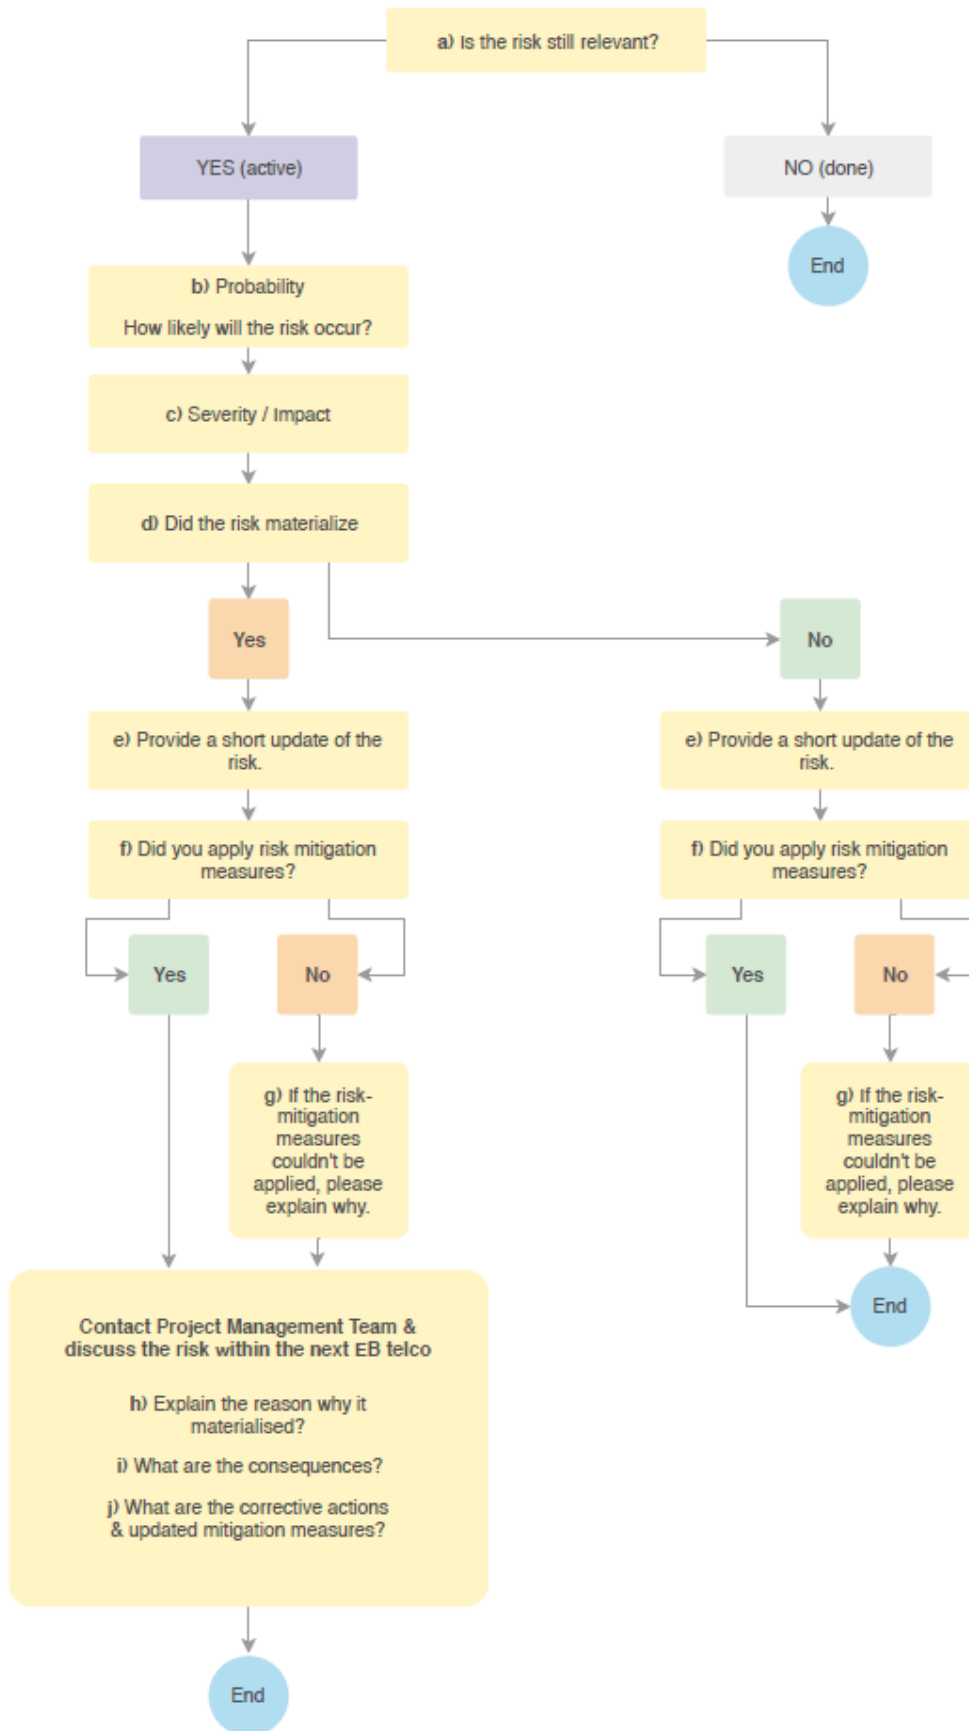 a) Is the risk still relevant?
YES (active)
NO (done)
End
b) Probability
How likely will the risk occur?
c) Severity / Impact
d) Did the risk materialize
Yes
No
e) Provide a short update of the
risk.
e) Provide a short update of the
risk.
f) Did you apply risk mitigation
measures?
f) Did you apply risk mitigation
measures?
Yes
No
Yes
No
g) If the risk-
mitigation
measures
couldn't be
applied, please
explain why.
g) If the risk-
mitigation
measures
couldn't be
applied, please
explain why.
End
Contact Project Management Team &
discuss the risk within the next EB telco
h) Explain the reason why it
materialised?
i) What are the consequences?
j) What are the corrective actions
& updated mitigation measures?
End